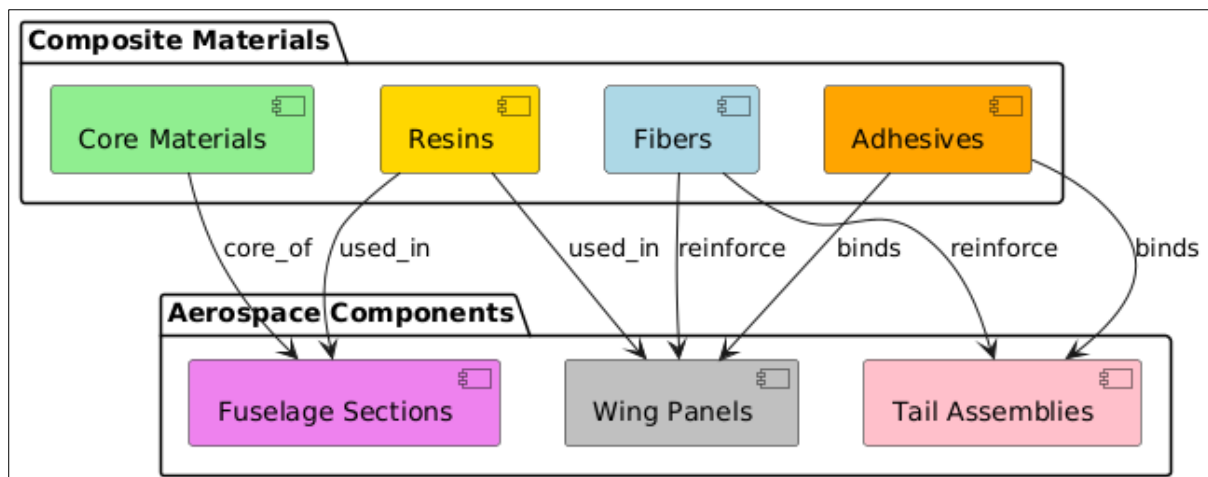 Composite Materials
Core Materials
Resins
Fibers
Adhesives
core_of
used_in
used_in
reinforce
binds
reinforce
binds
Aerospace Components
Fuselage Sections
Wing Panels
Tail Assemblies